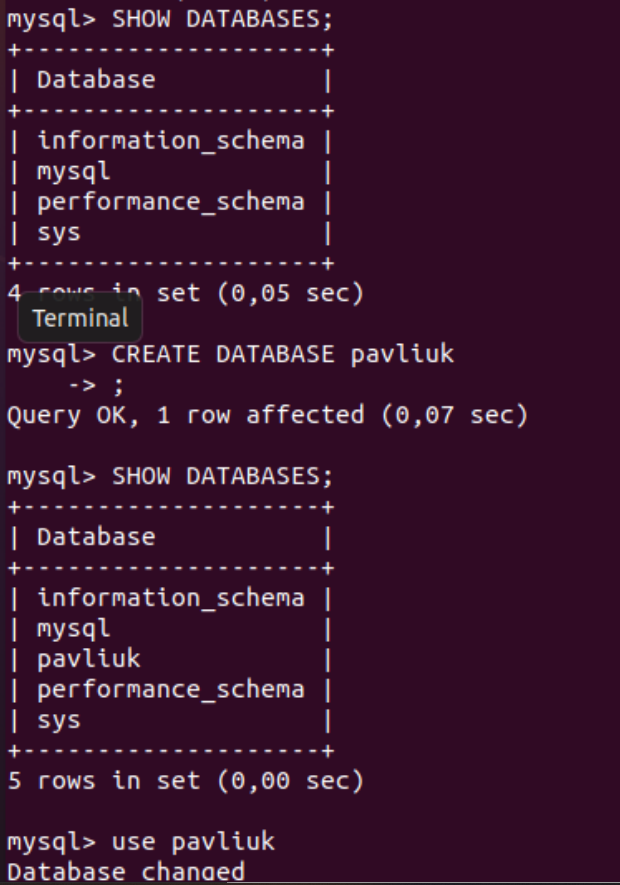 mysql> SHOW DATABASES;
+--------------------+
| Database           |
+--------------------+
| information_schema |
| mysql              |
| performance_schema |
| sys                |
+--------------------+
4 rows in set (0,05 sec)
Terminal
mysql> CREATE DATABASE pavliuk
    -> ;
Query OK, 1 row affected (0,07 sec)
mysql> SHOW DATABASES;
+--------------------+
| Database           |
+--------------------+
| information_schema |
| mysql              |
| pavliuk            |
| performance_schema |
| sys                |
+--------------------+
5 rows in set (0,00 sec)
mysql> use pavliuk
Database changed